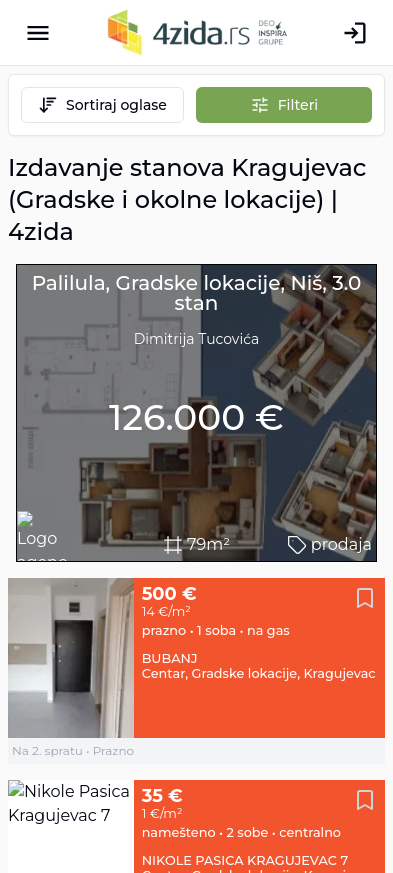 4zida.rs
DEO
INSPIRA
GRUPE
Sortiraj oglase
Filteri
Izdavanje stanova Kragujevac
(Gradske i okolne lokacije) |
4zida
Palilula, Gradske lokacije, Niš, 3.0
stan
Dimitrija Tucovića
126.000 €
Logo
79m²
prodaja
500 €
14 €/m²
prazno • 1 soba • na gas
BUBANJ
Centar, Gradske lokacije, Kragujevac
Na 2. spratu • Prazno
Nikole Pasica
Kragujevac 7
35 €
1 €/m²
namešteno • 2 sobe • centralno
NIKOLE PASICA KRAGUJEVAC 7